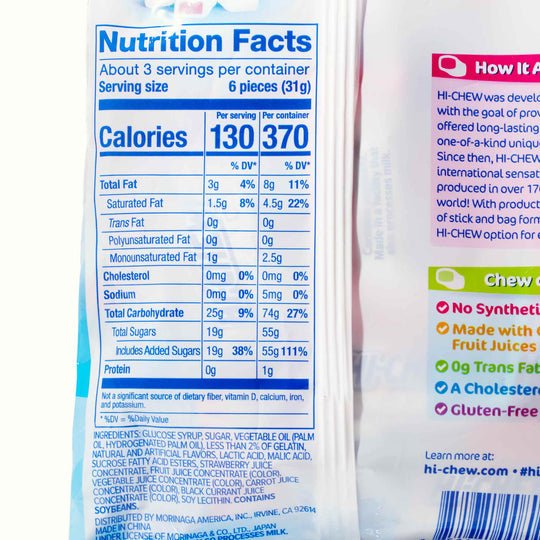 Nutrition Facts
About 3 servings per container
Serving size 6 pieces (31g)
Per serving Per container
Calories 130 370
% DV* % DV*
Total Fat 3g 4% 8g 11%
Saturated Fat 1.5g 8% 4.5g 22%
Trans Fat 0g 0g
Polyunsaturated Fat 0g 0g
Monounsaturated Fat 1g 2.5g
Cholesterol 0mg 0% 0mg 0%
Sodium 0mg 0% 5mg 0%
Total Carbohydrate 25g 9% 74g 27%
Total Sugars 19g 55g
Includes Added Sugars 19g 38% 55g 111%
Protein 0g 1g
Not a significant source of dietary fiber, vitamin D, calcium, iron,
and potassium.
*%DV = %Daily Value
INGREDIENTS: GLUCOSE SYRUP, SUGAR, VEGETABLE OIL (PALM
OIL, HYDROGENATED PALM OIL), LESS THAN 2% OF GELATIN,
NATURAL AND ARTIFICIAL FLAVORS, LACTIC ACID, MALIC ACID,
SUCROSE FATTY ACID ESTERS, STRAWBERRY JUICE
CONCENTRATE, FRUIT JUICE CONCENTRATE (COLOR),
VEGETABLE JUICE CONCENTRATE (COLOR), CARROT JUICE
CONCENTRATE (COLOR), BLACK CURRANT JUICE
CONCENTRATE (COLOR), SOY LECITHIN. CONTAINS
SOYBEANS.
DISTRIBUTED BY MORINAGA AMERICA, INC., IRVINE, CA 92614
MADE IN CHINA
UNDER LICENSE OF MORINAGA & CO., LTD., JAPAN
PROCESSES MILK.
Made in a facility that
also processes milk.
How It A
HI-CHEW was develo
with the goal of prov
offered long-lasting
one-of-a-kind uniqu
Since then, HI-CHEW
international sensat
produced in over 17
world! With product
of stick and bag form
HI-CHEW option for e
Chew o
No Syntheti
Made with
Fruit Juices
0g Trans Fat
A Cholester
Gluten-Free
Learn more at:
hi-chew.com • #hi